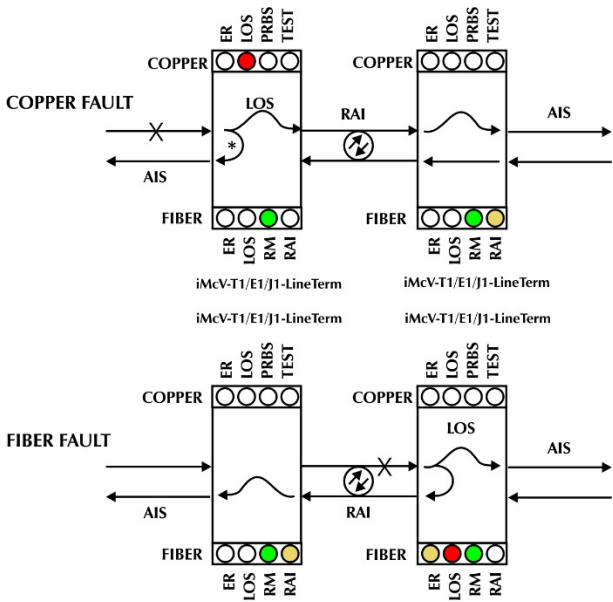 ER LOS PRBS TEST ER LOS PRBS TEST
COPPER COPPER
COPPER FAULT LOS RAI AIS
*
AIS
FIBER FIBER
ER LOS RM RAI ER LOS RM RAI
iMcV-T1/E1/J1-LineTerm iMcV-T1/E1/J1-LineTerm
iMcV-T1/E1/J1-LineTerm iMcV-T1/E1/J1-LineTerm
ER LOS PRBS TEST ER LOS PRBS TEST
COPPER COPPER
FIBER FAULT LOS AIS
AIS RAI
FIBER FIBER
ER LOS RM RAI ER LOS RM RAI